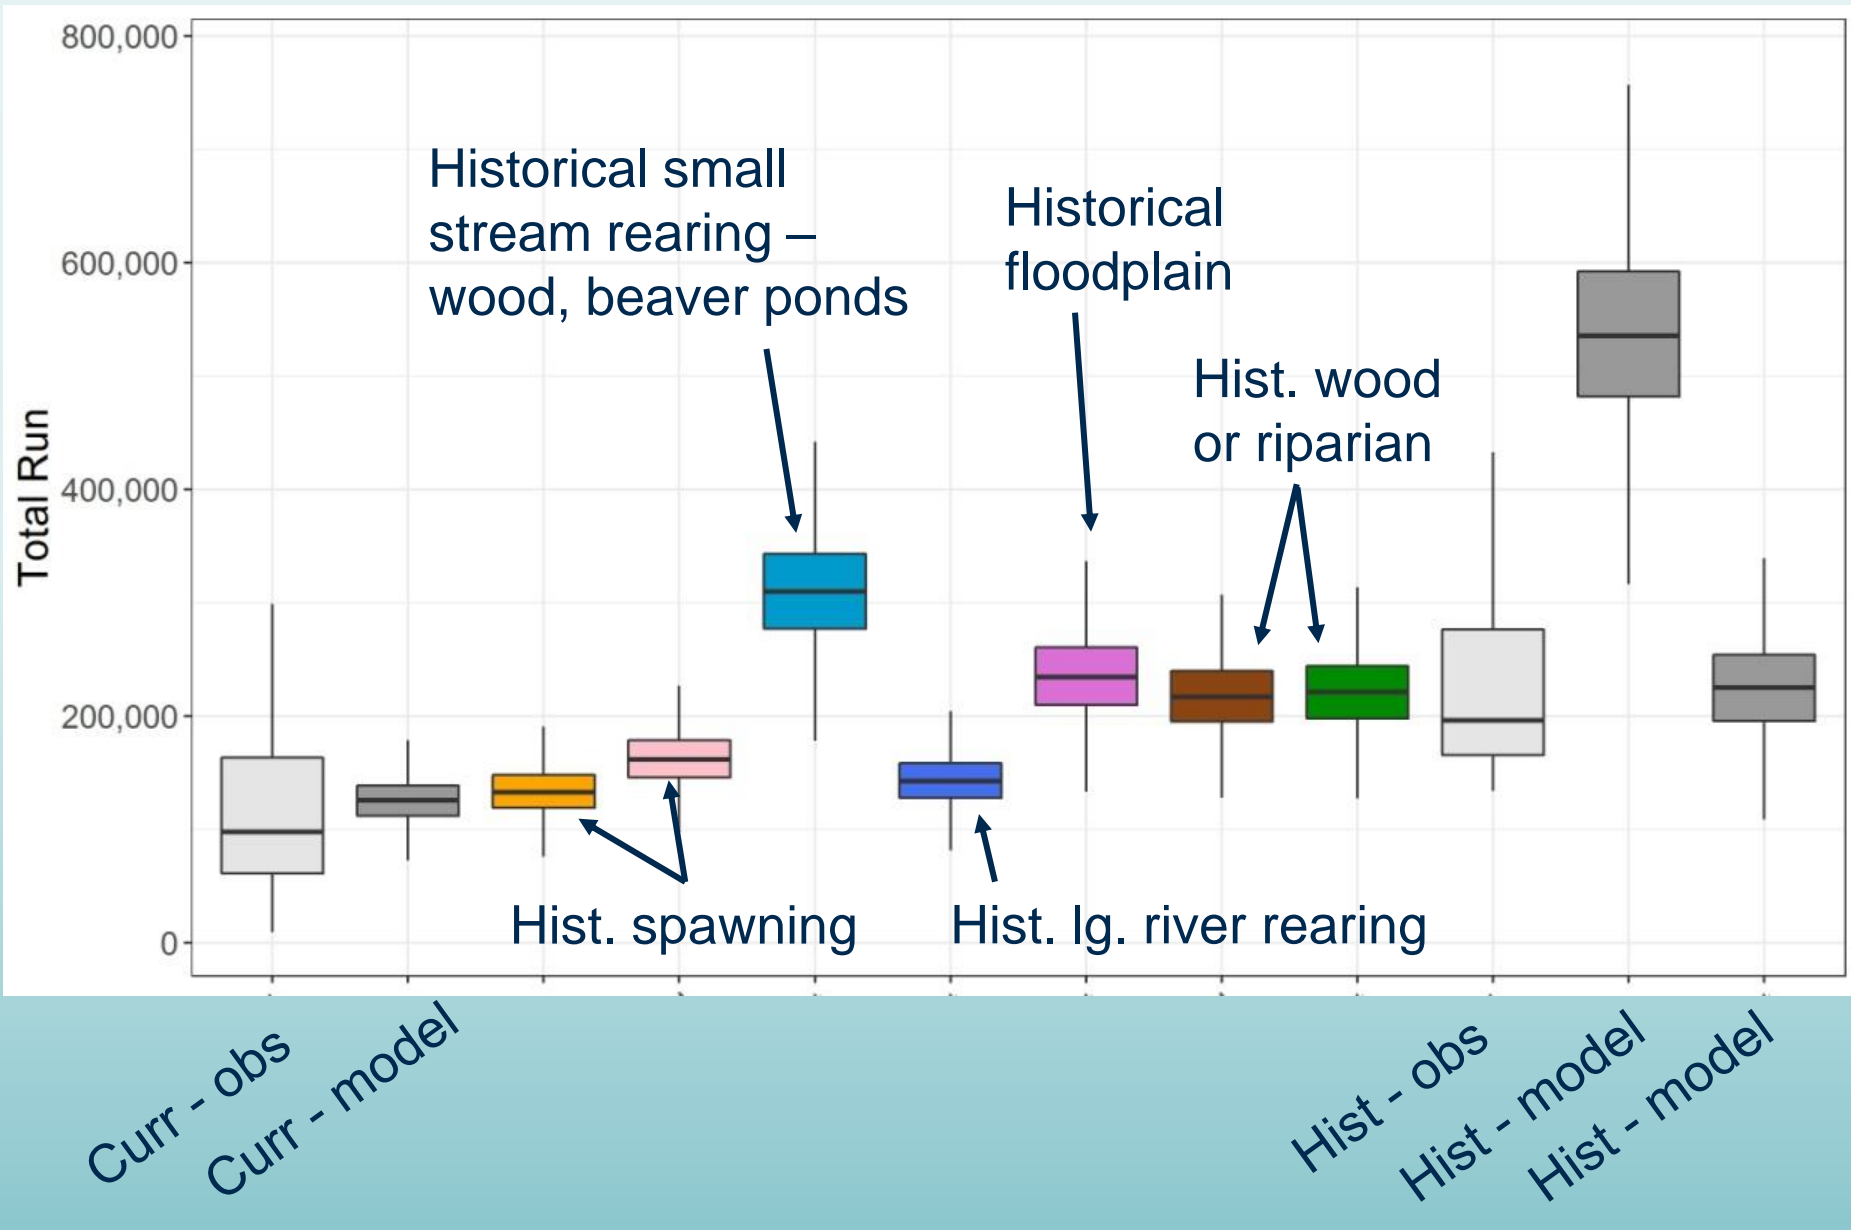 800,000
600,000
400,000
200,000
0
Total Run
Historical small
stream rearing –
wood, beaver ponds
Historical
floodplain
Hist. wood
or riparian
Hist. spawning
Hist. lg. river rearing
Curr - obs
Curr - model
Hist - obs
Hist - model
Hist - model